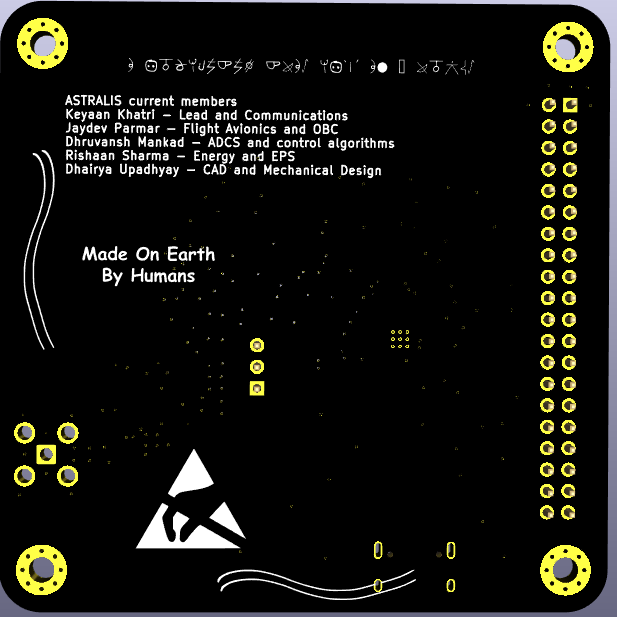 ASTRALIS current members
Keyaan Khatri – Lead and Communications
Jaydev Parmar – Flight Avionics and OBC
Dhruvansh Mankad – ADCS and control algorithms
Rishaan Sharma – Energy and EPS
Dhairya Upadhyay – CAD and Mechanical Design
Made On Earth
By Humans